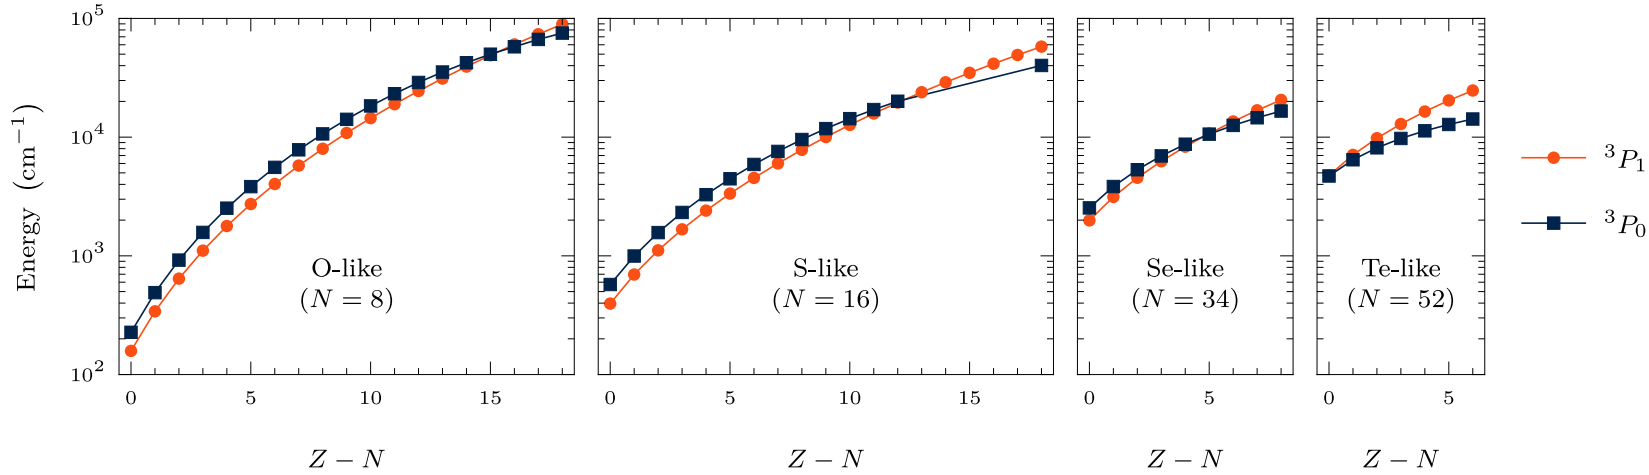 10^5
10^4
10^3
10^2
Energy (cm^{-1})
O-like
(N = 8)
0 5 10 15
Z − N
S-like
(N = 16)
0 5 10 15
Z − N
Se-like
(N = 34)
0 5
Z − N
Te-like
(N = 52)
0 5
Z − N
^3P_1
^3P_0